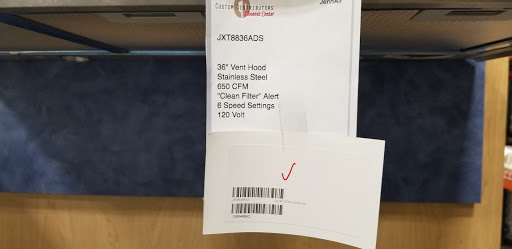 CUSTOM DISTRIBUTORS
JennAir
JXT8836ADS
36" Vent Hood
Stainless Steel
650 CFM
"Clean Filter" Alert
6 Speed Settings
120 Volt